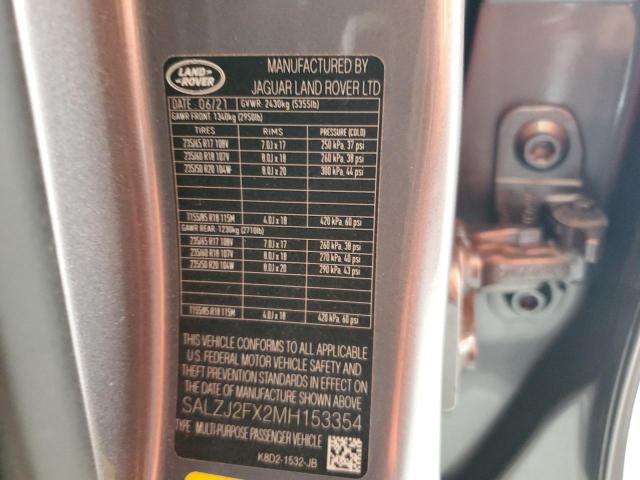 LAND
ROVER
MANUFACTURED BY
JAGUAR LAND ROVER LTD
DATE 06/21 GVWR: 2430kg (5355lb)
GAWR FRONT: 1340kg (2950lb)
TIRES RIMS PRESSURE (COLD)
235/65 R17 108V 7.0J x 17 250 kPa, 37 psi
235/60 R18 107V 8.0J x 18 260 kPa, 38 psi
235/50 R20 104W 8.0J x 20 300 kPa, 44 psi
T155/85 R18 115M 4.0J x 18 420 kPa, 60 psi
GAWR REAR: 1230kg (2710lb)
235/65 R17 108V 7.0J x 17 260 kPa, 38 psi
235/60 R18 107V 8.0J x 18 270 kPa, 40 psi
235/50 R20 104W 8.0J x 20 290 kPa, 43 psi
T155/85 R18 115M 4.0J x 18 420 kPa, 60 psi
THIS VEHICLE CONFORMS TO ALL APPLICABLE
U.S. FEDERAL MOTOR VEHICLE SAFETY AND
THEFT PREVENTION STANDARDS IN EFFECT ON
THE DATE OF MANUFACTURE SHOWN ABOVE
SALZJ2FX2MH153354
TYPE MULTI-PURPOSE PASSENGER VEHICLE
K8D2-1532-JB